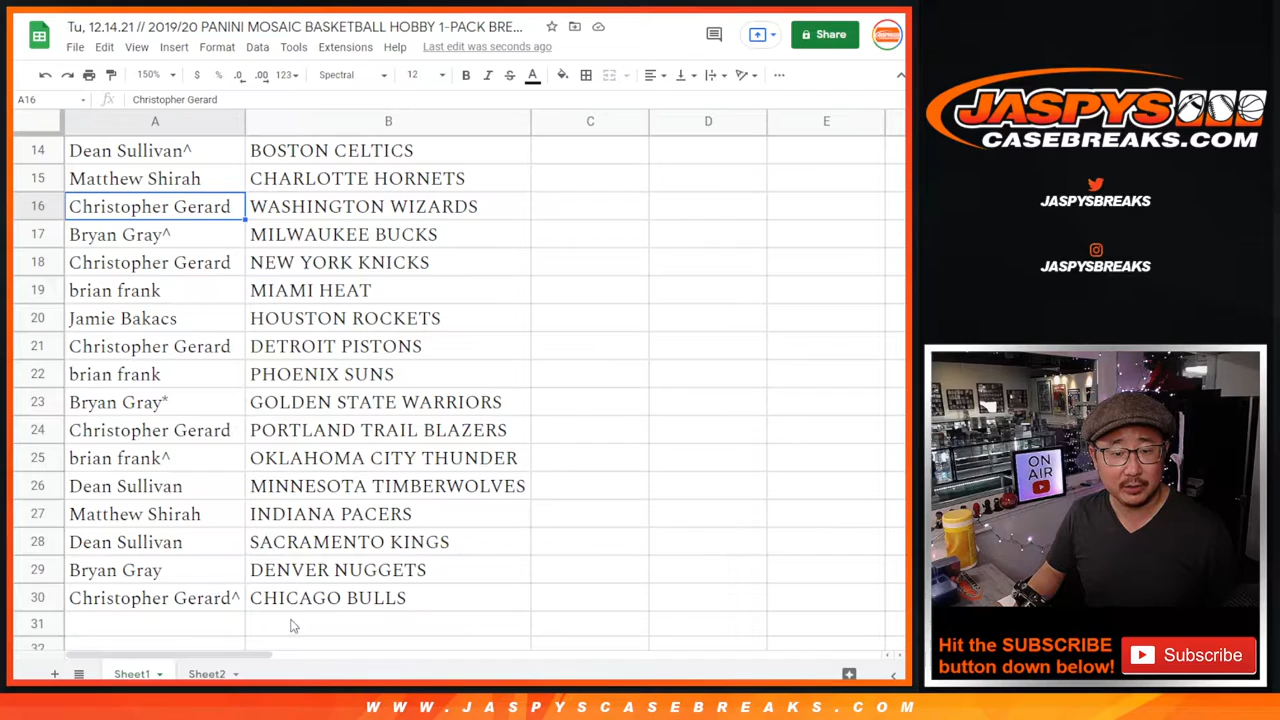 Tu, 12.14.21 // 2019/20 PANINI MOSAIC BASKETBALL HOBBY 1-PACK BRE...
File Edit View Insert Format Data Tools Extensions Help Last edit was seconds ago
Share
150% $ % .0 .00 123 Spectral 12 B I S A
A16 fx Christopher Gerard
A B C D E
14 Dean Sullivan^ BOSTON CELTICS
15 Matthew Shirah CHARLOTTE HORNETS
16 Christopher Gerard WASHINGTON WIZARDS
17 Bryan Gray^ MILWAUKEE BUCKS
18 Christopher Gerard NEW YORK KNICKS
19 brian frank MIAMI HEAT
20 Jamie Bakacs HOUSTON ROCKETS
21 Christopher Gerard DETROIT PISTONS
22 brian frank PHOENIX SUNS
23 Bryan Gray* GOLDEN STATE WARRIORS
24 Christopher Gerard PORTLAND TRAIL BLAZERS
25 brian frank^ OKLAHOMA CITY THUNDER
26 Dean Sullivan MINNESOTA TIMBERWOLVES
27 Matthew Shirah INDIANA PACERS
28 Dean Sullivan SACRAMENTO KINGS
29 Bryan Gray DENVER NUGGETS
30 Christopher Gerard^ CHICAGO BULLS
31
32
Sheet1 Sheet2
JASPYS
CASEBREAKS.COM
JASPYSBREAKS
JASPYSBREAKS
ON
AIR
Hit the SUBSCRIBE
button down below!
Subscribe
WWW.JASPYSCASEBREAKS.COM